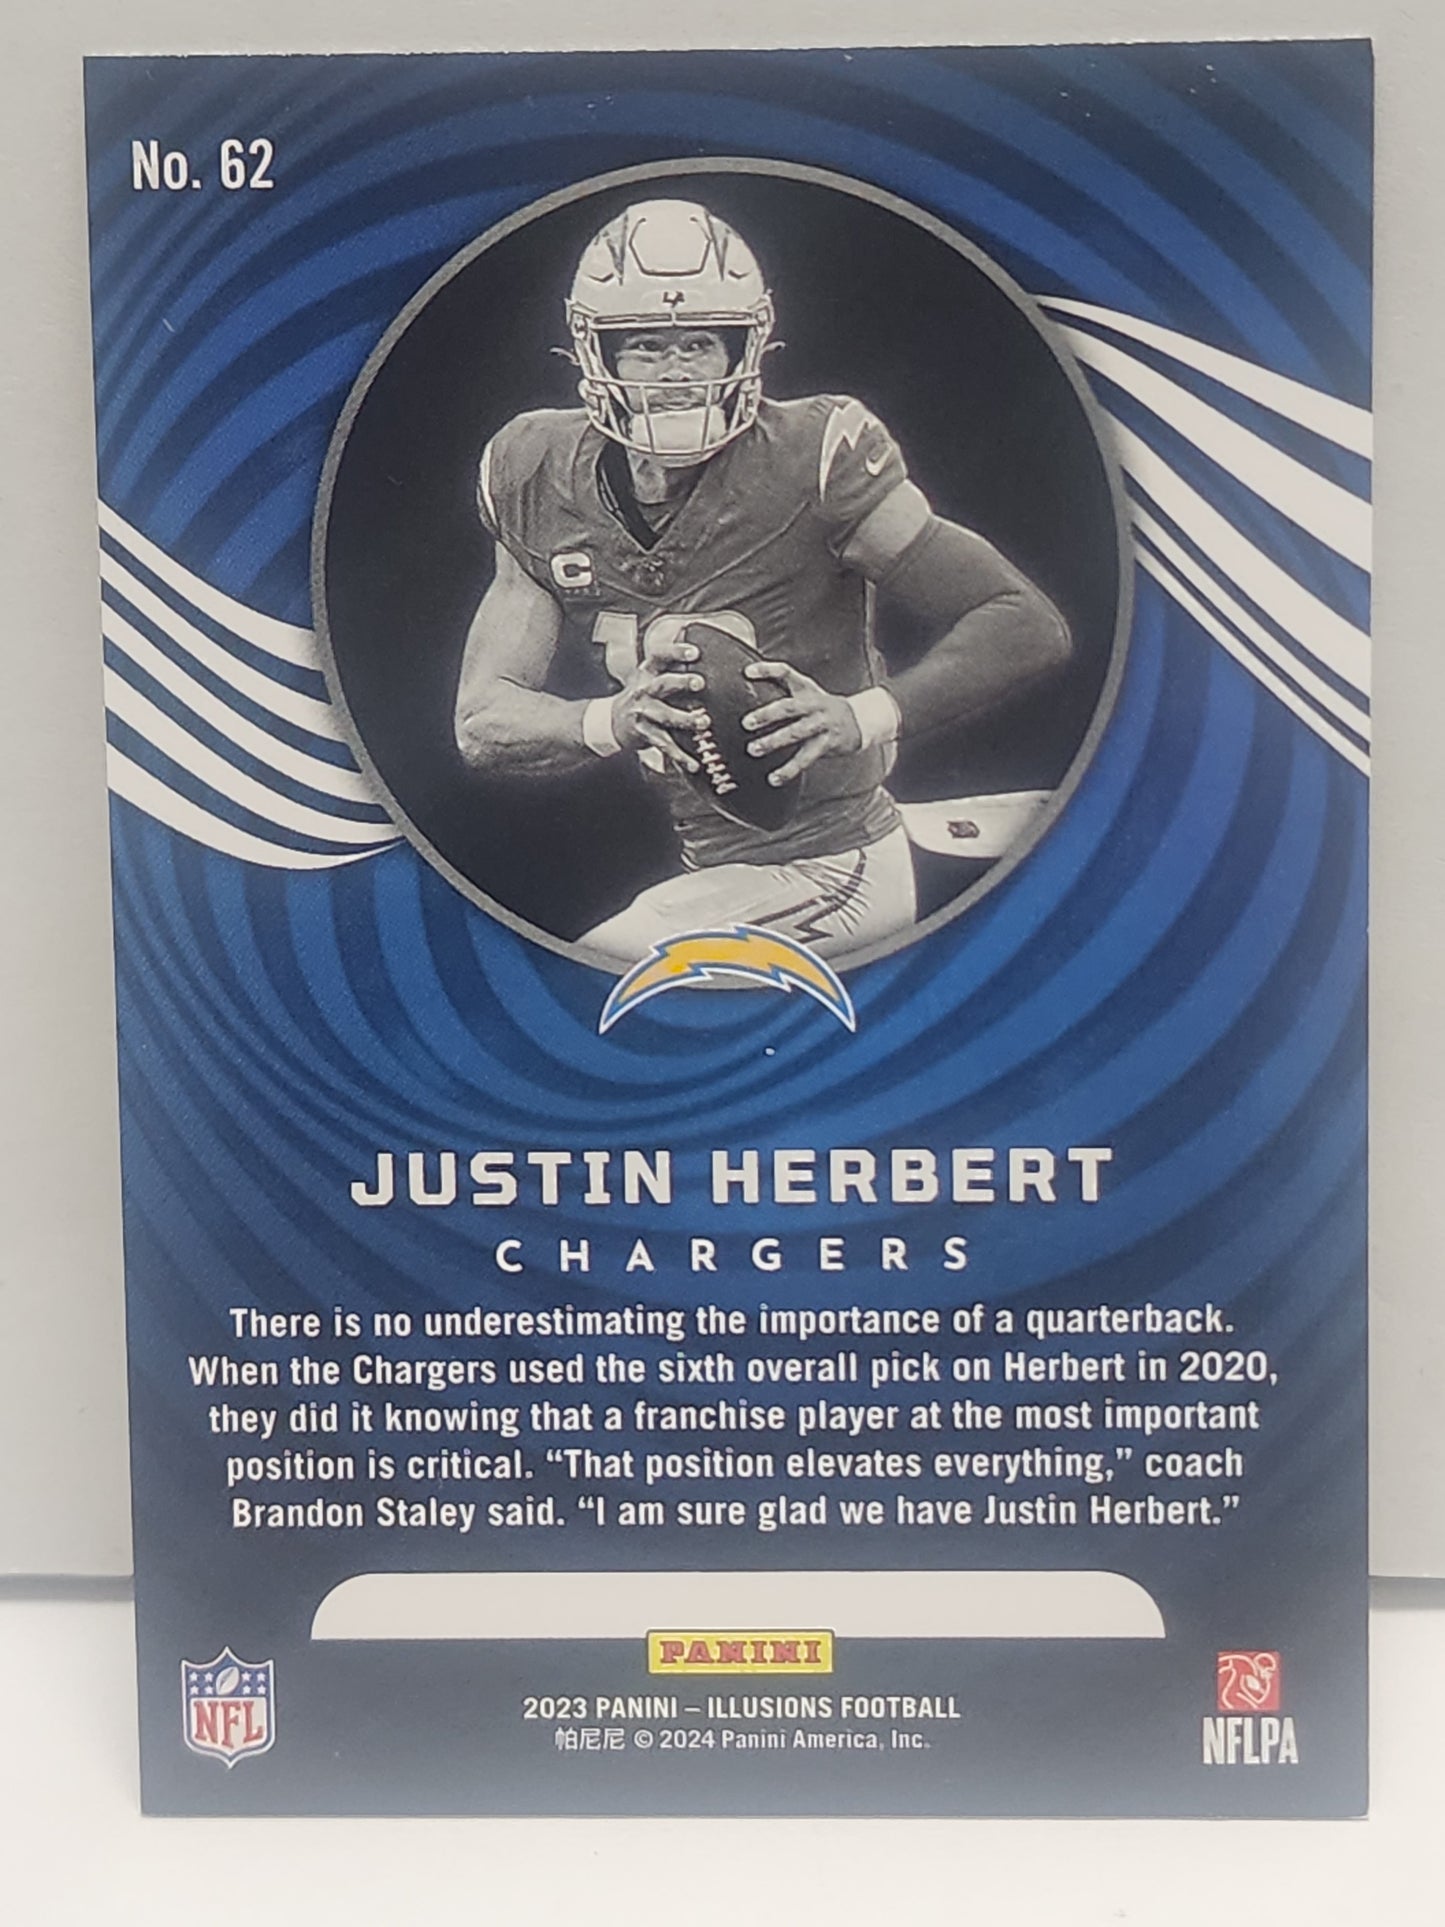 No. 62
LA
C
1
JUSTIN HERBERT
CHARGERS
There is no underestimating the importance of a quarterback.
When the Chargers used the sixth overall pick on Herbert in 2020,
they did it knowing that a franchise player at the most important
position is critical. “That position elevates everything,” coach
Brandon Staley said. “I am sure glad we have Justin Herbert.”
PANINI
2023 PANINI – ILLUSIONS FOOTBALL
帕尼尼 © 2024 Panini America, Inc.
NFL
NFLPA